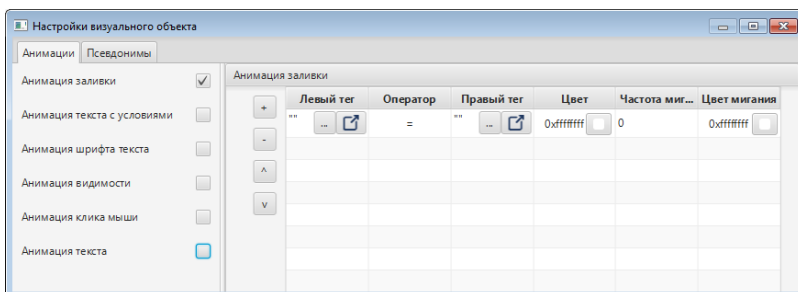 Настройки визуального объекта
Анимации Псевдонимы
Анимация заливки
Анимация текста с условиями
Анимация шрифта текста
Анимация видимости
Анимация клика мыши
Анимация текста
Анимация заливки
+
-
^
v
Левый тег Оператор Правый тег Цвет Частота миг... Цвет мигания
"" ... = "" ... 0xffffffff 0 0xffffffff